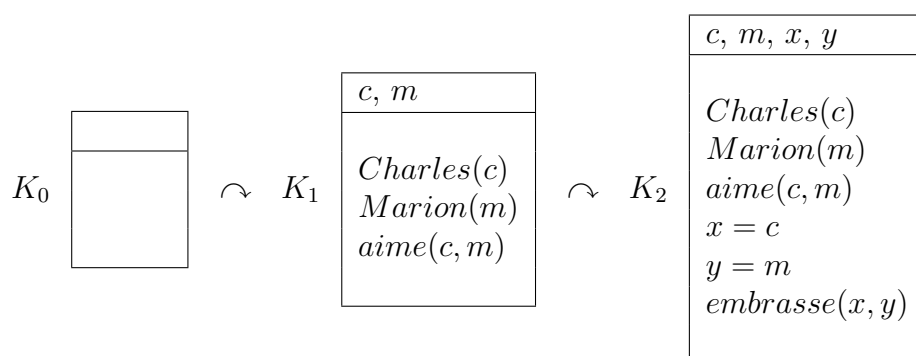 K₀
↷
K₁
c, m
Charles(c)
Marion(m)
aime(c, m)
↷
K₂
c, m, x, y
Charles(c)
Marion(m)
aime(c, m)
x = c
y = m
embrasse(x, y)